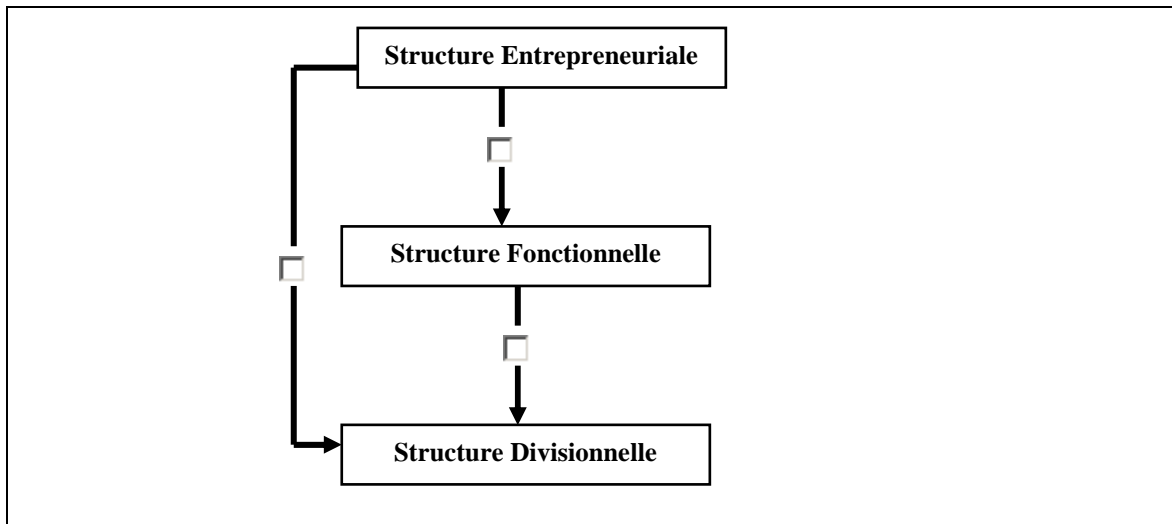 Structure Entrepreneuriale
Structure Fonctionnelle
Structure Divisionnelle